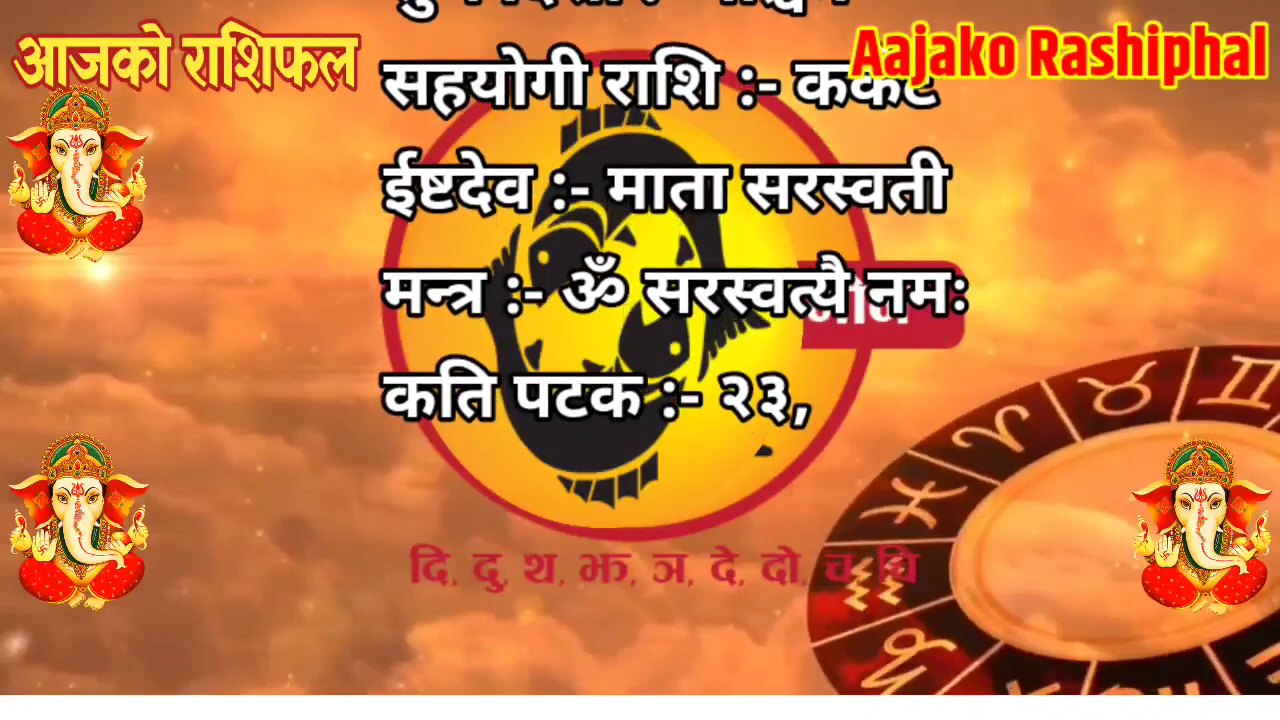 आजको राशिफल
Aajako Rashiphal
सहयोगी राशि :- कर्कट
ईष्टदेव :- माता सरस्वती
मन्त्र :- ॐ सरस्वत्यै नमः
मीन
कति पटक :- २३,
दि, दु, थ, झ, ञ, दे, दो, च, चि